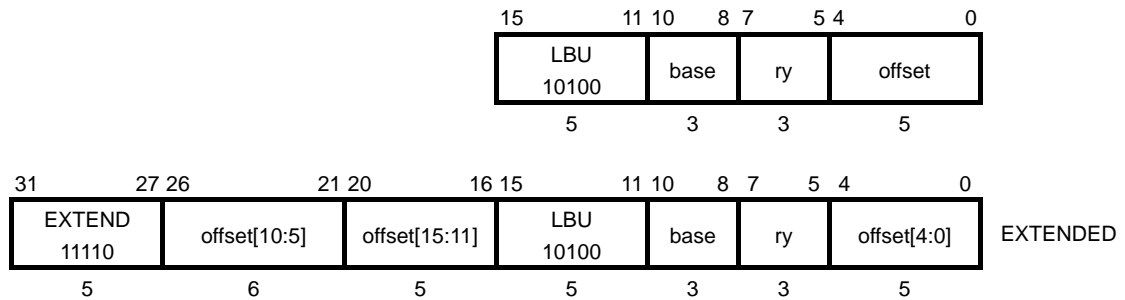 15 11 10 8 7 5 4 0
LBU base ry offset
10100
5 3 3 5
31 27 26 21 20 16 15 11 10 8 7 5 4 0
EXTEND offset[10:5] offset[15:11] LBU base ry offset[4:0] EXTENDED
11110 10100
5 6 5 5 3 3 5